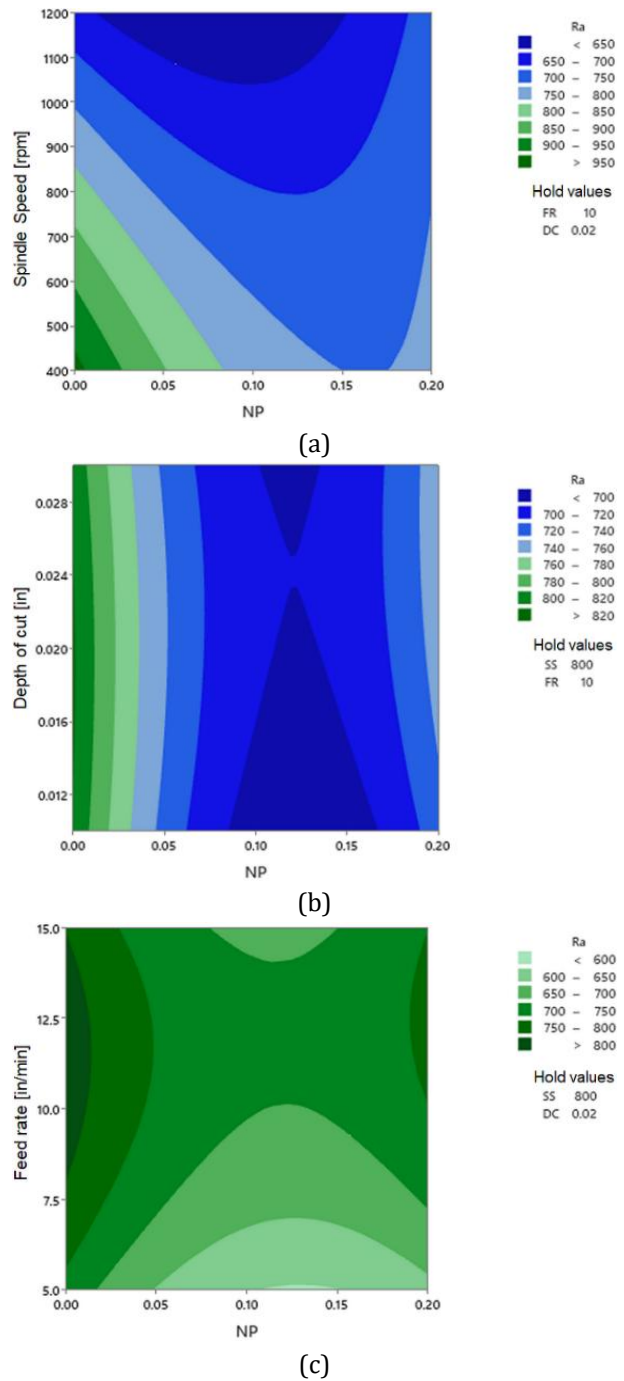 1200
1100
1000
900
800
700
600
500
400
Spindle Speed [rpm]
0.00 0.05 0.10 0.15 0.20
NP
Ra
< 650
650 – 700
700 – 750
750 – 800
800 – 850
850 – 900
900 – 950
> 950
Hold values
FR 10
DC 0.02
(a)
0.028
0.024
0.020
0.016
0.012
Depth of cut [in]
0.00 0.05 0.10 0.15 0.20
NP
Ra
< 700
700 – 720
720 – 740
740 – 760
760 – 780
780 – 800
800 – 820
> 820
Hold values
SS 800
FR 10
(b)
15.0
12.5
10.0
7.5
5.0
Feed rate [in/min]
0.00 0.05 0.10 0.15 0.20
NP
Ra
< 600
600 – 650
650 – 700
700 – 750
750 – 800
> 800
Hold values
SS 800
DC 0.02
(c)